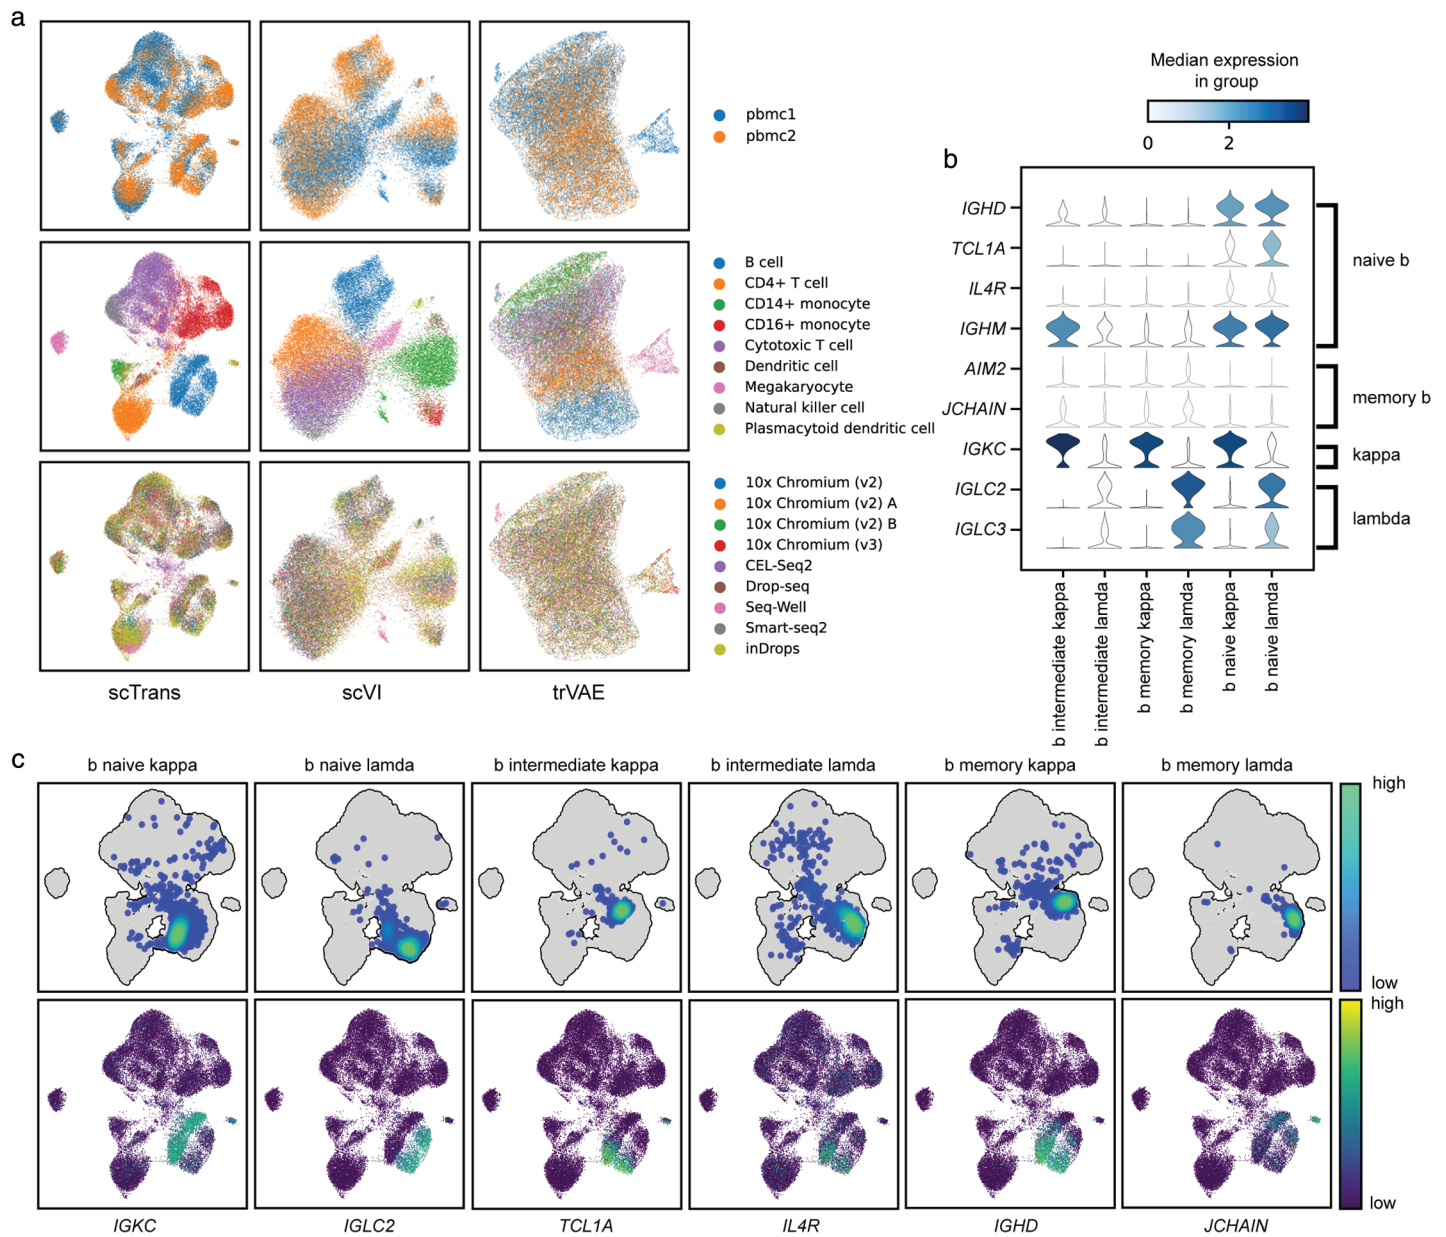 a
pbmc1
pbmc2
B cell
CD4+ T cell
CD14+ monocyte
CD16+ monocyte
Cytotoxic T cell
Dendritic cell
Megakaryocyte
Natural killer cell
Plasmacytoid dendritic cell
10x Chromium (v2)
10x Chromium (v2) A
10x Chromium (v2) B
10x Chromium (v3)
CEL-Seq2
Drop-seq
Seq-Well
Smart-seq2
inDrops
scTrans
scVI
trVAE
b
Median expression
in group
0
2
IGHD
TCL1A
IL4R
IGHM
AIM2
JCHAIN
IGKC
IGLC2
IGLC3
naive b
memory b
kappa
lambda
b intermediate kappa
b intermediate lamda
b memory kappa
b memory lamda
b naive kappa
b naive lamda
c
b naive kappa
b naive lamda
b intermediate kappa
b intermediate lamda
b memory kappa
b memory lamda
high
low
high
low
IGKC
IGLC2
TCL1A
IL4R
IGHD
JCHAIN